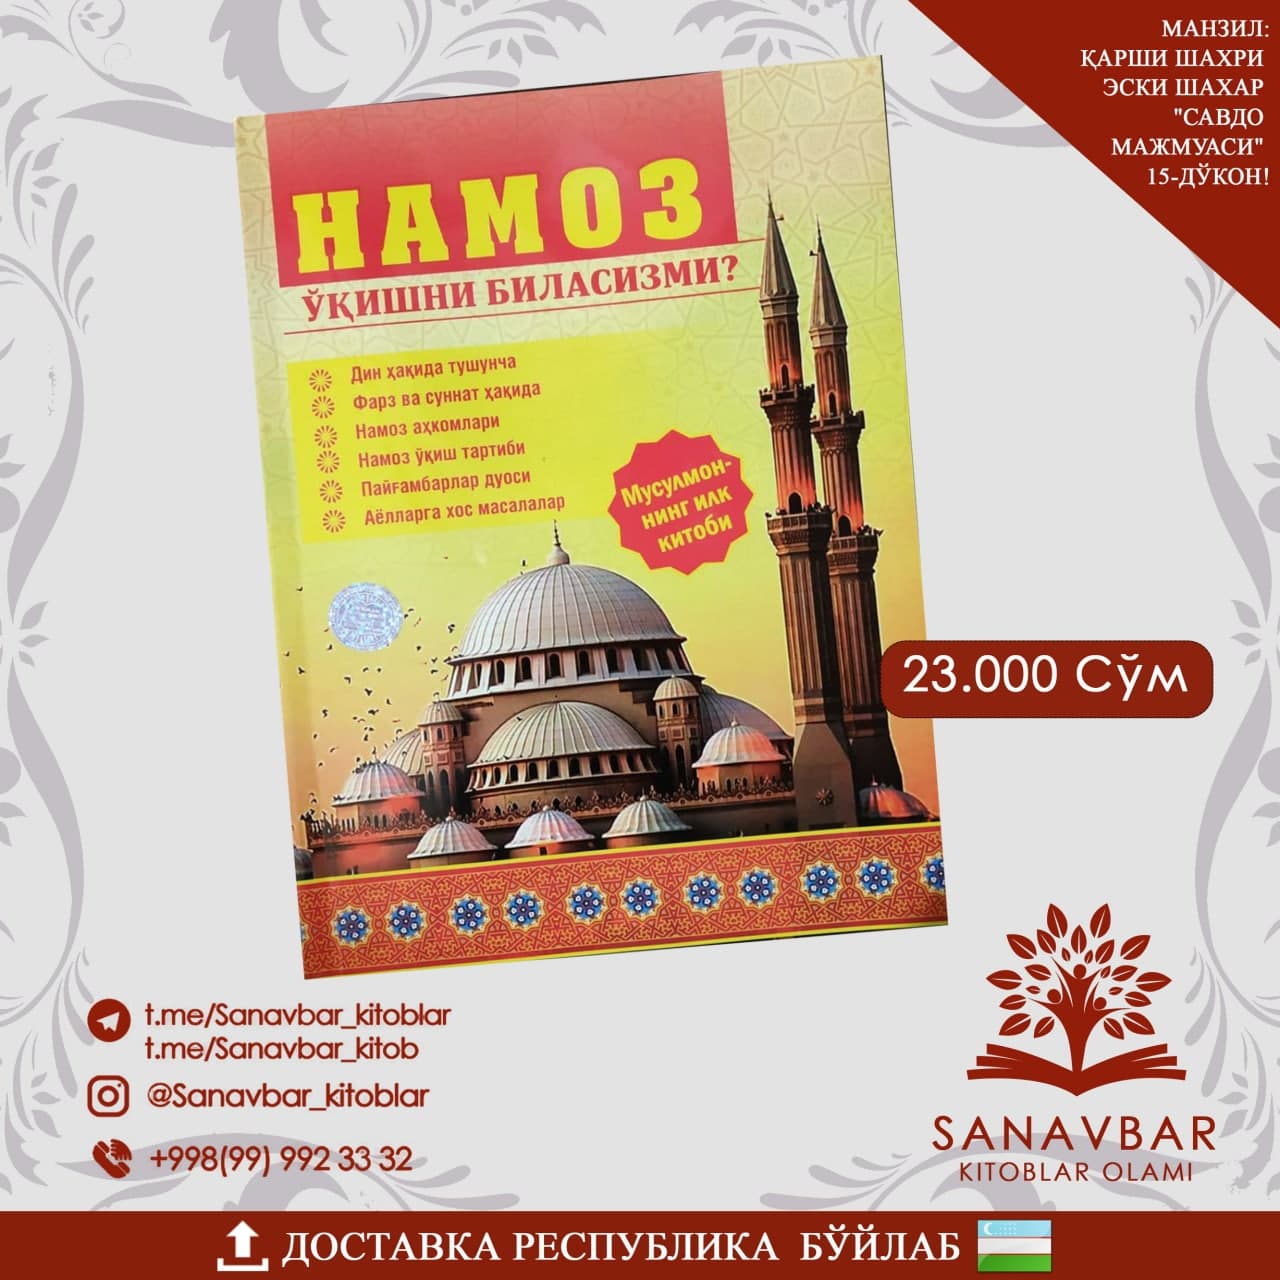 МАНЗИЛ:
ҚАРШИ ШАХРИ
ЭСКИ ШАХАР
"САВДО
МАЖМУАСИ"
15-ДЎКОН!
НАМОЗ
ЎҚИШНИ БИЛАСИЗМИ?
Дин ҳақида тушунча
Фарз ва суннат ҳақида
Намоз аҳкомлари
Намоз ўқиш тартиби
Пайғамбарлар дуоси
Аёлларга хос масалалар
Мусулмон-
нинг илк
китоби
23.000 Сўм
t.me/Sanavbar_kitoblar
t.me/Sanavbar_kitob
@Sanavbar_kitoblar
+998(99) 992 33 32
SANAVBAR
KITOBLAR OLAMI
ДОСТАВКА РЕСПУБЛИКА БЎЙЛАБ